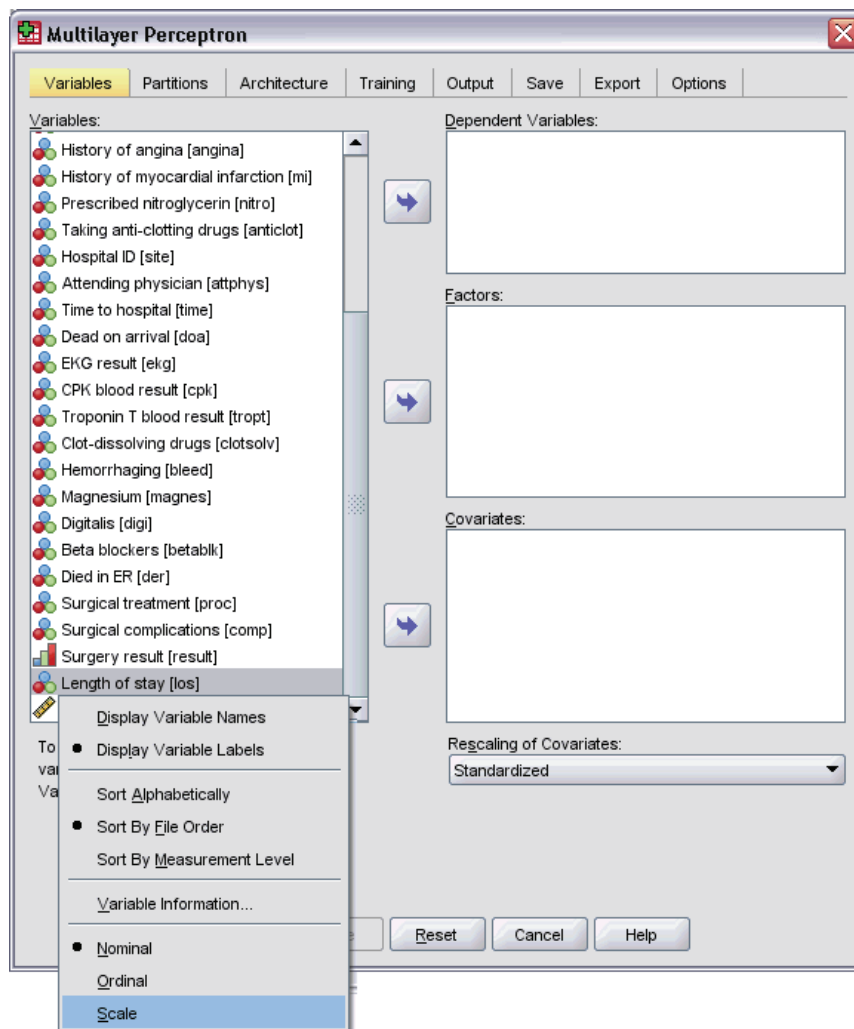 Multilayer Perceptron
Variables Partitions Architecture Training Output Save Export Options
Variables:
History of angina [angina]
History of myocardial infarction [mi]
Prescribed nitroglycerin [nitro]
Taking anti-clotting drugs [anticlot]
Hospital ID [site]
Attending physician [attphys]
Time to hospital [time]
Dead on arrival [doa]
EKG result [ekg]
CPK blood result [cpk]
Troponin T blood result [tropt]
Clot-dissolving drugs [clotsolv]
Hemorrhaging [bleed]
Magnesium [magnes]
Digitalis [digi]
Beta blockers [betablk]
Died in ER [der]
Surgical treatment [proc]
Surgical complications [comp]
Surgery result [result]
Length of stay [los]
To
var
Va
Display Variable Names
Display Variable Labels
Sort Alphabetically
Sort By File Order
Sort By Measurement Level
Variable Information...
Nominal
Ordinal
Scale
Dependent Variables:
Factors:
Covariates:
Rescaling of Covariates:
Standardized
Reset Cancel Help